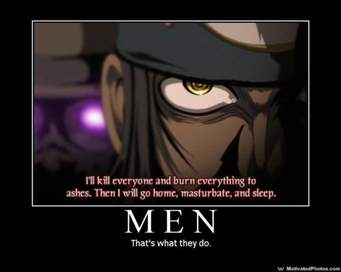 I'll kill everyone and burn everything to
ashes. Then I will go home, masturbate, and sleep.
MEN
That's what they do.
MotivatedPhotos.com